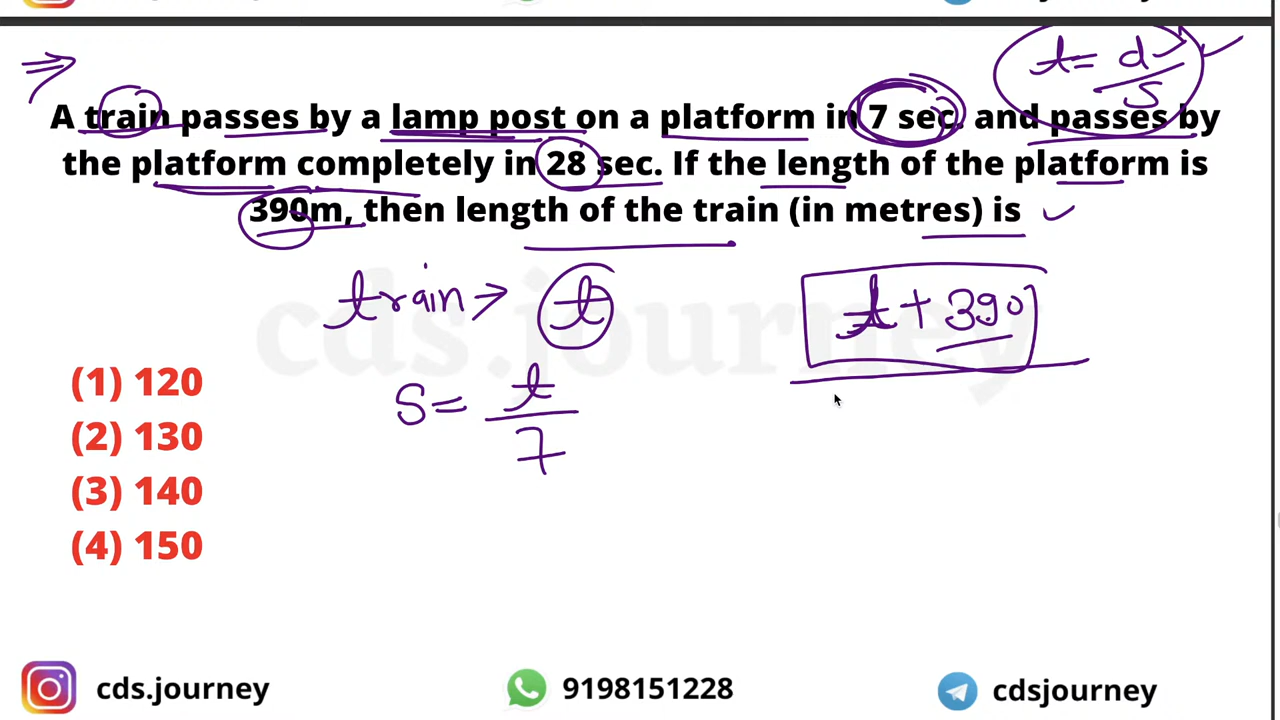 t = d/s
A train passes by a lamp post on a platform in 7 sec. and passes by
the platform completely in 28 sec. If the length of the platform is
390m, then length of the train (in metres) is
train → t
t + 390
S = t/7
cds.journey
(1) 120
(2) 130
(3) 140
(4) 150
cds.journey
9198151228
cdsjourney